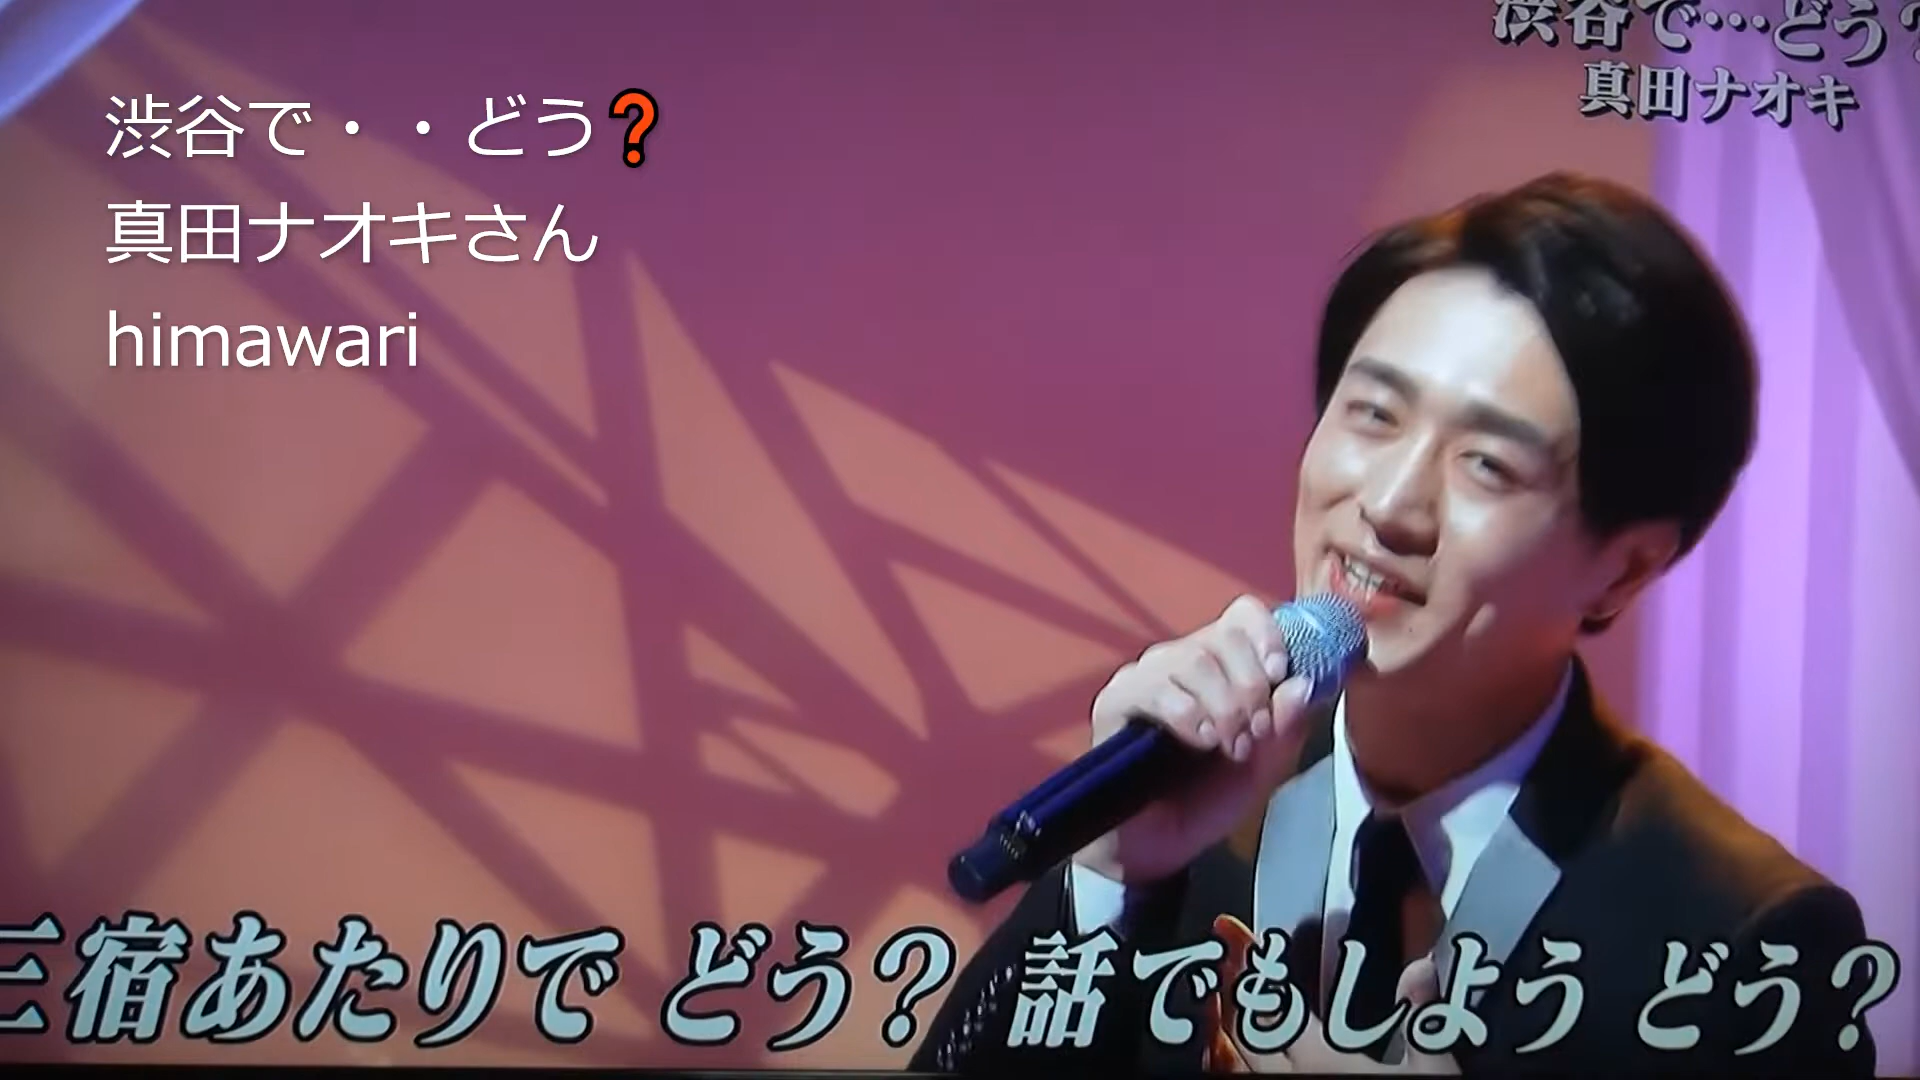 渋谷で・・どう❓
真田ナオキさん
himawari
渋谷で…どう?
真田ナオキ
三宿あたりで どう? 話でもしよう どう?